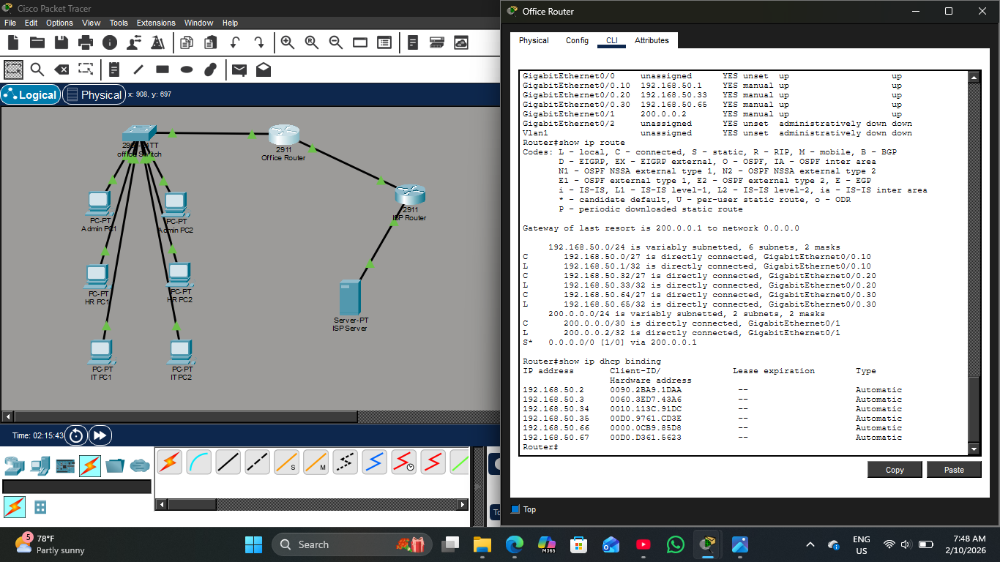 Cisco Packet Tracer
File Edit Options View Tools Extensions Window Help
Logical Physical x: 908, y: 697
office Switch
2911
Office Router
2911
ISP Router
PC-PT
Admin PC1
PC-PT
Admin PC2
PC-PT
HR PC1
PC-PT
HR PC2
Server-PT
ISP Server
PC-PT
IT PC1
PC-PT
IT PC2
Time: 02:15:43
S
M
Office Router
Physical Config CLI Attributes
GigabitEthernet0/0 unassigned YES unset up up
GigabitEthernet0/0.10 192.168.50.1 YES manual up up
GigabitEthernet0/0.20 192.168.50.33 YES manual up up
GigabitEthernet0/0.30 192.168.50.65 YES manual up up
GigabitEthernet0/1 200.0.0.2 YES manual up up
GigabitEthernet0/2 unassigned YES unset administratively down down
Vlan1 unassigned YES unset administratively down down
Router#show ip route
Codes: L - local, C - connected, S - static, R - RIP, M - mobile, B - BGP
D - EIGRP, EX - EIGRP external, O - OSPF, IA - OSPF inter area
N1 - OSPF NSSA external type 1, N2 - OSPF NSSA external type 2
E1 - OSPF external type 1, E2 - OSPF external type 2, E - EGP
i - IS-IS, L1 - IS-IS level-1, L2 - IS-IS level-2, ia - IS-IS inter area
* - candidate default, U - per-user static route, o - ODR
P - periodic downloaded static route
Gateway of last resort is 200.0.0.1 to network 0.0.0.0
192.168.50.0/24 is variably subnetted, 6 subnets, 2 masks
C 192.168.50.0/27 is directly connected, GigabitEthernet0/0.10
L 192.168.50.1/32 is directly connected, GigabitEthernet0/0.10
C 192.168.50.32/27 is directly connected, GigabitEthernet0/0.20
L 192.168.50.33/32 is directly connected, GigabitEthernet0/0.20
C 192.168.50.64/27 is directly connected, GigabitEthernet0/0.30
L 192.168.50.65/32 is directly connected, GigabitEthernet0/0.30
200.0.0.0/24 is variably subnetted, 2 subnets, 2 masks
C 200.0.0.0/30 is directly connected, GigabitEthernet0/1
L 200.0.0.2/32 is directly connected, GigabitEthernet0/1
S* 0.0.0.0/0 [1/0] via 200.0.0.1
Router#show ip dhcp binding
IP address Client-ID/ Lease expiration Type
Hardware address
192.168.50.2 0090.2BA9.1DAA -- Automatic
192.168.50.3 0060.3ED7.43A6 -- Automatic
192.168.50.34 0010.113C.91DC -- Automatic
192.168.50.35 00D0.9761.CD3E -- Automatic
192.168.50.66 0000.0CB9.85D8 -- Automatic
192.168.50.67 00D0.D361.5623 -- Automatic
Router#
Copy Paste
Top
5
78°F
Partly sunny
Search
M365
ENG
US
7:48 AM
2/10/2026